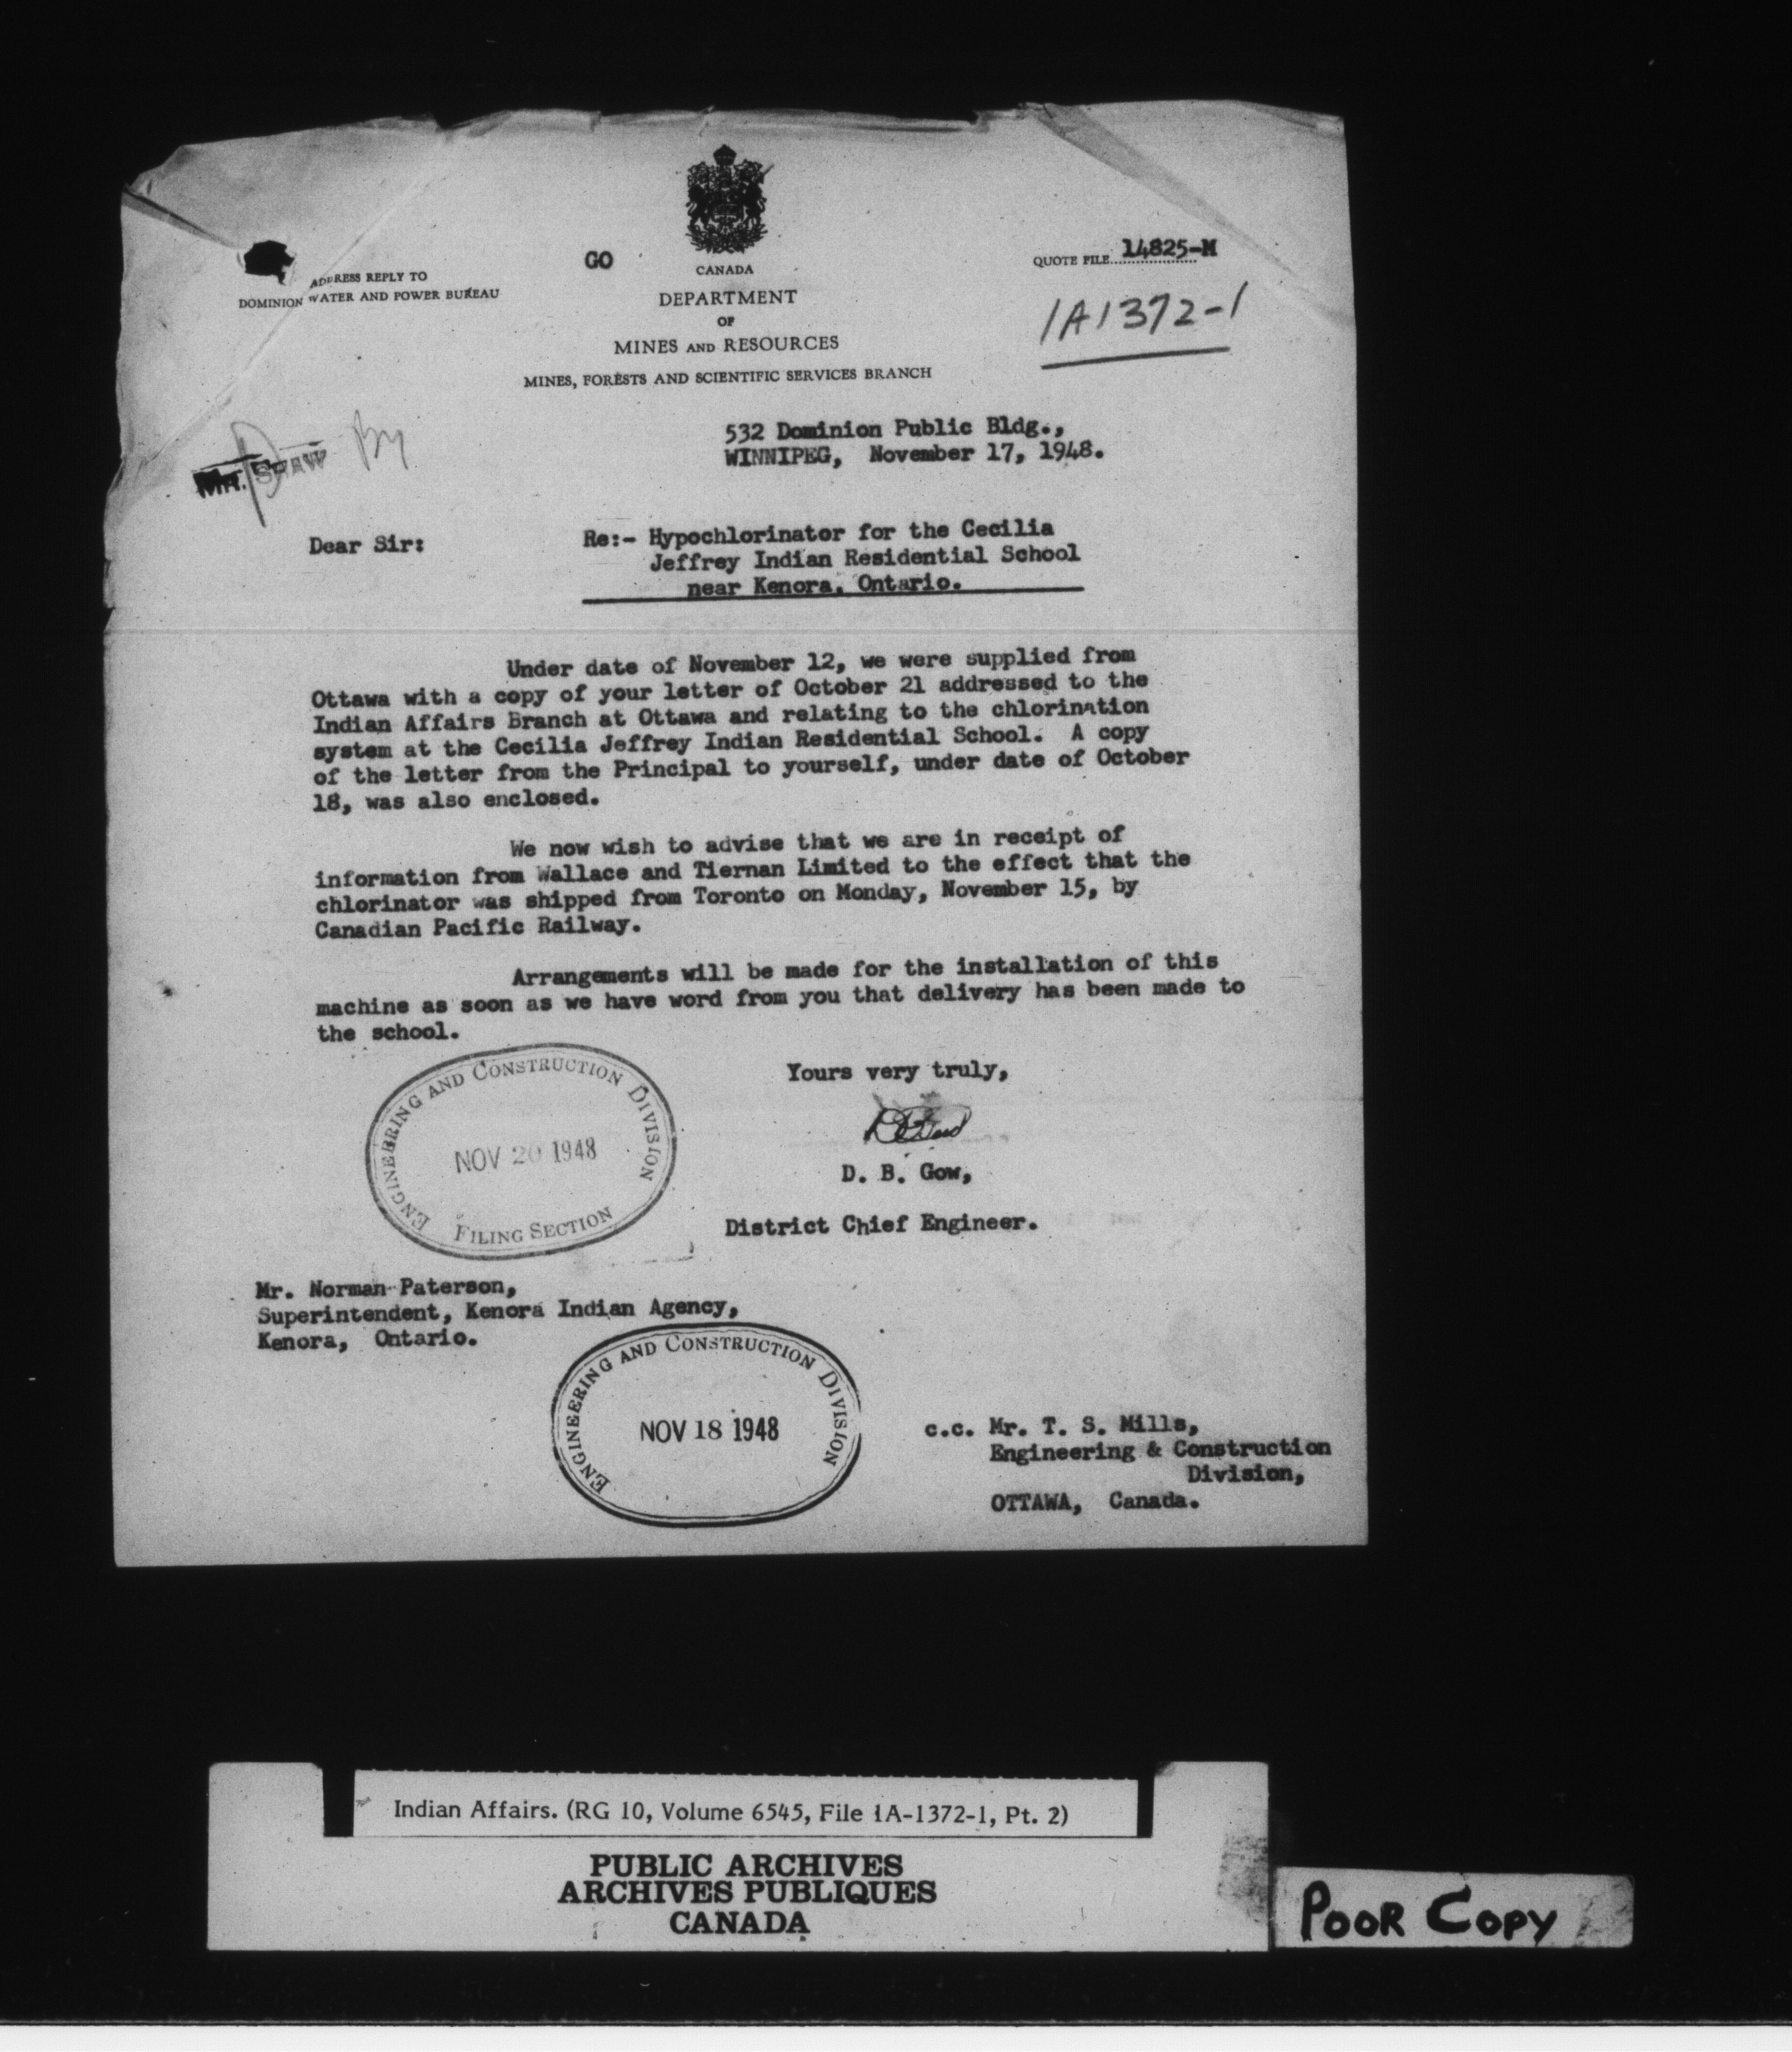 ADDRESS REPLY TO
DOMINION WATER AND POWER BUREAU
GO
CANADA
DEPARTMENT
OF
MINES AND RESOURCES
MINES, FORESTS AND SCIENTIFIC SERVICES BRANCH
QUOTE FILE 14825-M
1A1372-1
MR. SHAW
532 Dominion Public Bldg.,
WINNIPEG, November 17, 1948.
Dear Sir:
Re:- Hypochlorinator for the Cecilia
Jeffrey Indian Residential School
near Kenora, Ontario.
Under date of November 12, we were supplied from
Ottawa with a copy of your letter of October 21 addressed to the
Indian Affairs Branch at Ottawa and relating to the chlorination
system at the Cecilia Jeffrey Indian Residential School. A copy
of the letter from the Principal to yourself, under date of October
18, was also enclosed.
We now wish to advise that we are in receipt of
information from Wallace and Tiernan Limited to the effect that the
chlorinator was shipped from Toronto on Monday, November 15, by
Canadian Pacific Railway.
Arrangements will be made for the installation of this
machine as soon as we have word from you that delivery has been made to
the school.
Yours very truly,
D. B. Gow,
District Chief Engineer.
ENGINEERING AND CONSTRUCTION DIVISION
NOV 20 1948
FILING SECTION
Mr. Norman Paterson,
Superintendent, Kenora Indian Agency,
Kenora, Ontario.
ENGINEERING AND CONSTRUCTION DIVISION
NOV 18 1948
c.c. Mr. T. S. Mills,
Engineering & Construction
Division,
OTTAWA, Canada.
Indian Affairs. (RG 10, Volume 6545, File 1A-1372-1, Pt. 2)
PUBLIC ARCHIVES
ARCHIVES PUBLIQUES
CANADA
POOR COPY